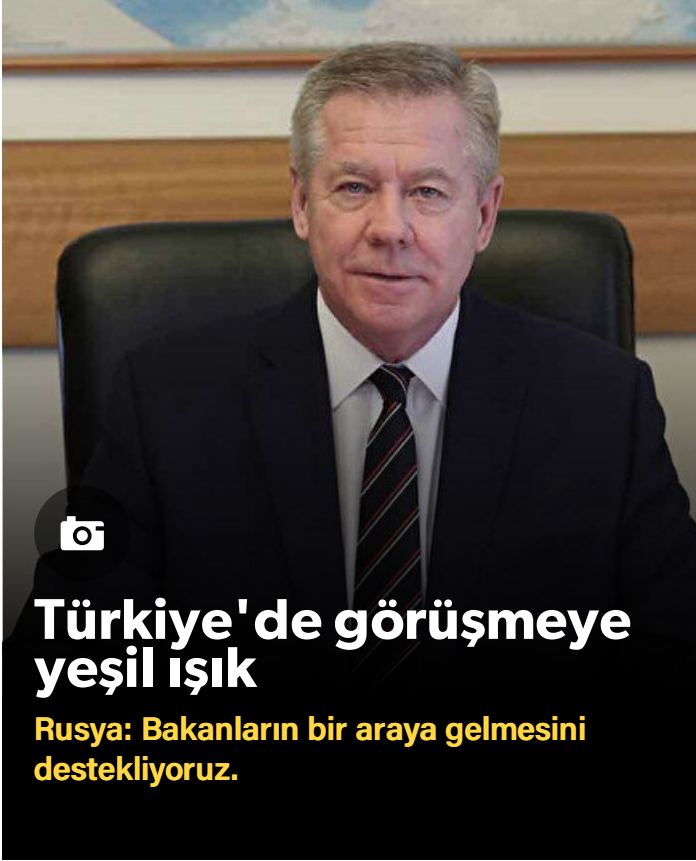 Türkiye'de görüşmeye
yeşil ışık
Rusya: Bakanların bir araya gelmesini
destekliyoruz.